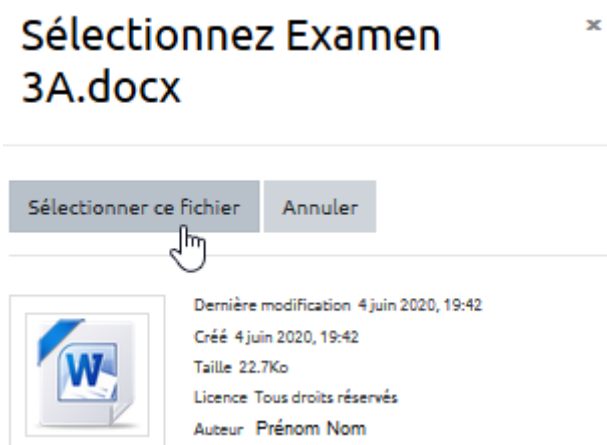 Sélectionnez Examen
3A.docx
×
Sélectionner ce fichier
Annuler
Dernière modification 4 juin 2020, 19:42
Créé 4 juin 2020, 19:42
Taille 22.7Ko
Licence Tous droits réservés
Auteur Prénom Nom
W